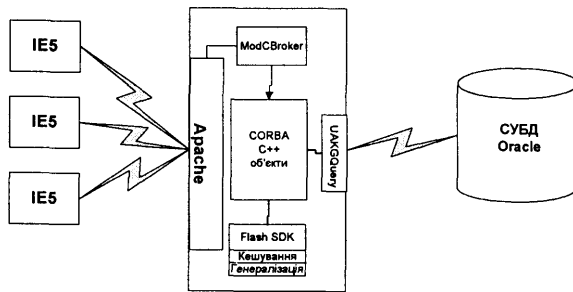 IE5
IE5
IE5
Apache
ModCBroker
CORBA
C++
об'єкти
Flash SDK
Кешування
Генералізація
UAKGQuery
СУБД
Oracle